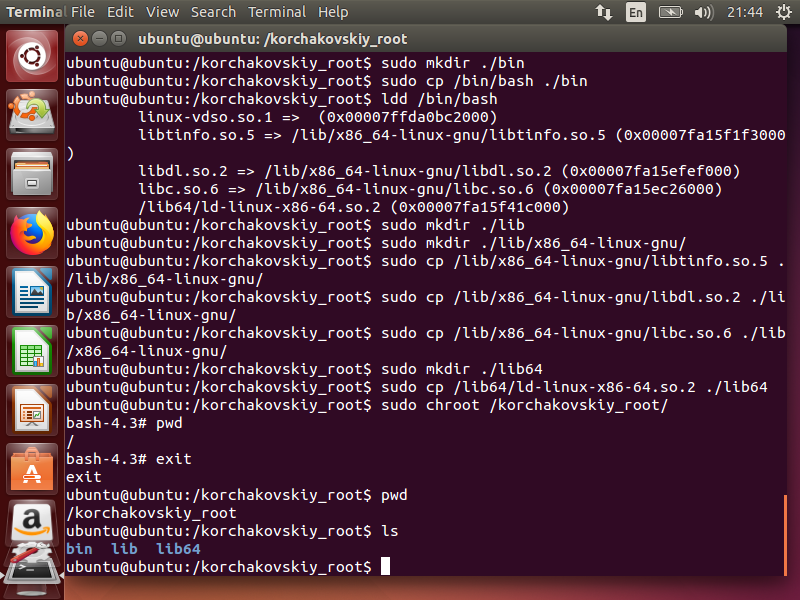 Terminal File Edit View Search Terminal Help En 21:44
ubuntu@ubuntu: /korchakovskiy_root
ubuntu@ubuntu:/korchakovskiy_root$ sudo mkdir ./bin
ubuntu@ubuntu:/korchakovskiy_root$ sudo cp /bin/bash ./bin
ubuntu@ubuntu:/korchakovskiy_root$ ldd /bin/bash
linux-vdso.so.1 =>  (0x00007ffda0bc2000)
libtinfo.so.5 => /lib/x86_64-linux-gnu/libtinfo.so.5 (0x00007fa15f1f3000
)
libdl.so.2 => /lib/x86_64-linux-gnu/libdl.so.2 (0x00007fa15efef000)
libc.so.6 => /lib/x86_64-linux-gnu/libc.so.6 (0x00007fa15ec26000)
/lib64/ld-linux-x86-64.so.2 (0x00007fa15f41c000)
ubuntu@ubuntu:/korchakovskiy_root$ sudo mkdir ./lib
ubuntu@ubuntu:/korchakovskiy_root$ sudo mkdir ./lib/x86_64-linux-gnu/
ubuntu@ubuntu:/korchakovskiy_root$ sudo cp /lib/x86_64-linux-gnu/libtinfo.so.5 .
/lib/x86_64-linux-gnu/
ubuntu@ubuntu:/korchakovskiy_root$ sudo cp /lib/x86_64-linux-gnu/libdl.so.2 ./li
b/x86_64-linux-gnu/
ubuntu@ubuntu:/korchakovskiy_root$ sudo cp /lib/x86_64-linux-gnu/libc.so.6 ./lib
/x86_64-linux-gnu/
ubuntu@ubuntu:/korchakovskiy_root$ sudo mkdir ./lib64
ubuntu@ubuntu:/korchakovskiy_root$ sudo cp /lib64/ld-linux-x86-64.so.2 ./lib64
ubuntu@ubuntu:/korchakovskiy_root$ sudo chroot /korchakovskiy_root/
bash-4.3# pwd
/
bash-4.3# exit
exit
ubuntu@ubuntu:/korchakovskiy_root$ pwd
/korchakovskiy_root
ubuntu@ubuntu:/korchakovskiy_root$ ls
bin  lib  lib64
ubuntu@ubuntu:/korchakovskiy_root$